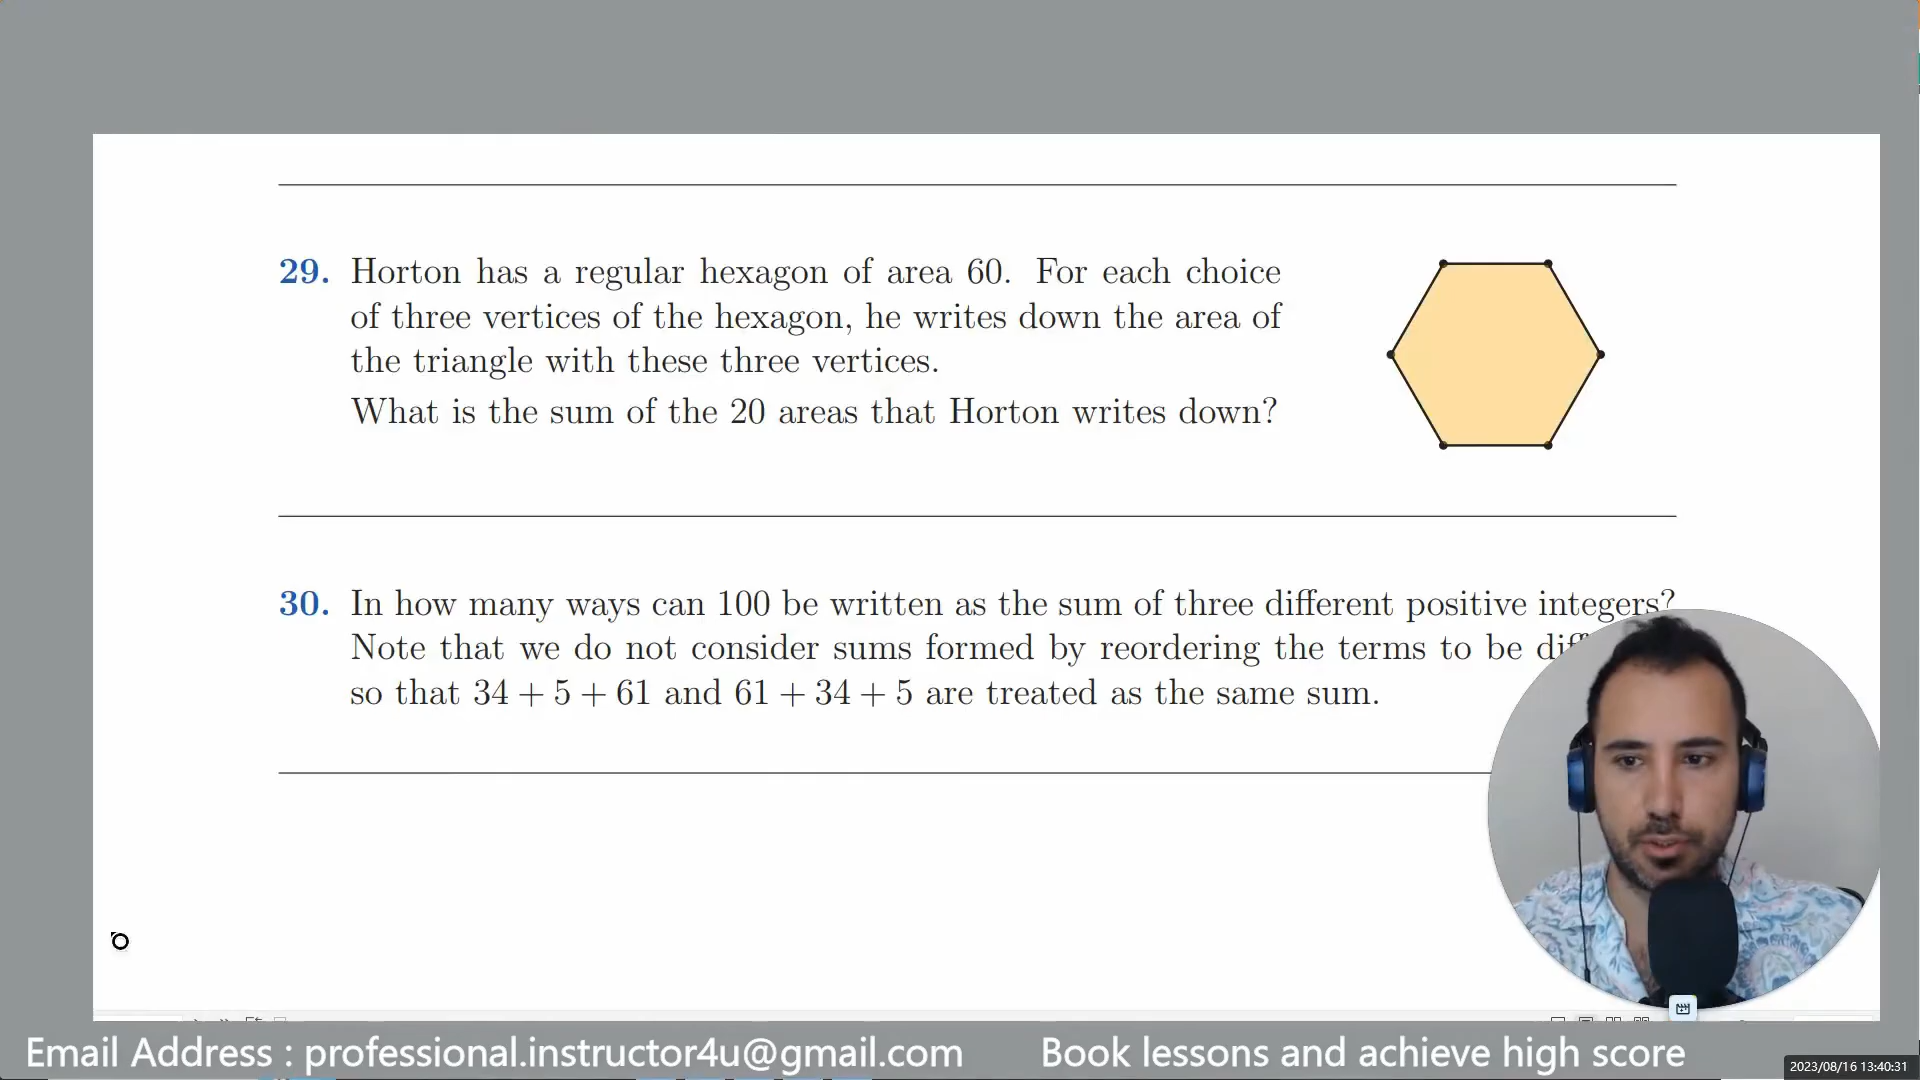 29. Horton has a regular hexagon of area 60. For each choice
of three vertices of the hexagon, he writes down the area of
the triangle with these three vertices.
What is the sum of the 20 areas that Horton writes down?
30. In how many ways can 100 be written as the sum of three different positive integers?
Note that we do not consider sums formed by reordering the terms to be
so that 34 + 5 + 61 and 61 + 34 + 5 are treated as the same sum.
Email Address : professional.instructor4u@gmail.com Book lessons and achieve high score
2023/08/16 13:40:31